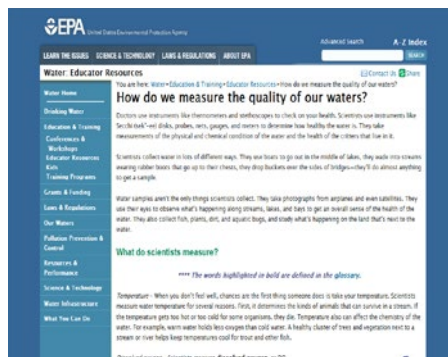 EPA United States Environmental Protection Agency
Advanced Search A-Z Index
LEARN THE ISSUES SCIENCE & TECHNOLOGY LAWS & REGULATIONS ABOUT EPA SEARCH
Water: Educator Resources
Contact Us Share
You are here: Water » Education & Training » Educator Resources » How do we measure the quality of our waters?
How do we measure the quality of our waters?
Water Home
Drinking Water
Education & Training
Conferences &
Workshops
Educator Resources
Kids
Training Programs
Grants & Funding
Laws & Regulations
Our Waters
Pollution Prevention &
Control
Resources &
Performance
Science & Technology
Water Infrastructure
What You Can Do
Doctors use instruments like thermometers and stethoscopes to check on your health. Scientists use instruments like
Secchi (sek'-ee) disks, probes, nets, gauges, and meters to determine how healthy the water is. They take
measurements of the physical and chemical condition of the water and the health of the critters that live in it.
Scientists collect water in lots of different ways. They use boats to go out in the middle of lakes, they wade into streams
wearing rubber boots that go up to their chests, they drop buckets over the sides of bridges—they'll do almost anything
to get a sample.
Water samples aren't the only things scientists collect. They take photographs from airplanes and even satellites. They
use their eyes to observe what's happening along streams, lakes, and bays to get an overall sense of the health of the
water. They also collect fish, plants, dirt, and aquatic bugs, and study what's happening on the land that's next to the
water.
What do scientists measure?
**** The words highlighted in bold are defined in the glossary.
Temperature - When you don't feel well, chances are the first thing someone does is take your temperature. Scientists
measure water temperature for several reasons. First, it determines the kinds of animals that can survive in a stream. If
the temperature gets too hot or too cold for some organisms, they die. Temperature also can affect the chemistry of the
water. For example, warm water holds less oxygen than cold water. A healthy cluster of trees and vegetation next to a
stream or river helps keep temperatures cool for trout and other fish.